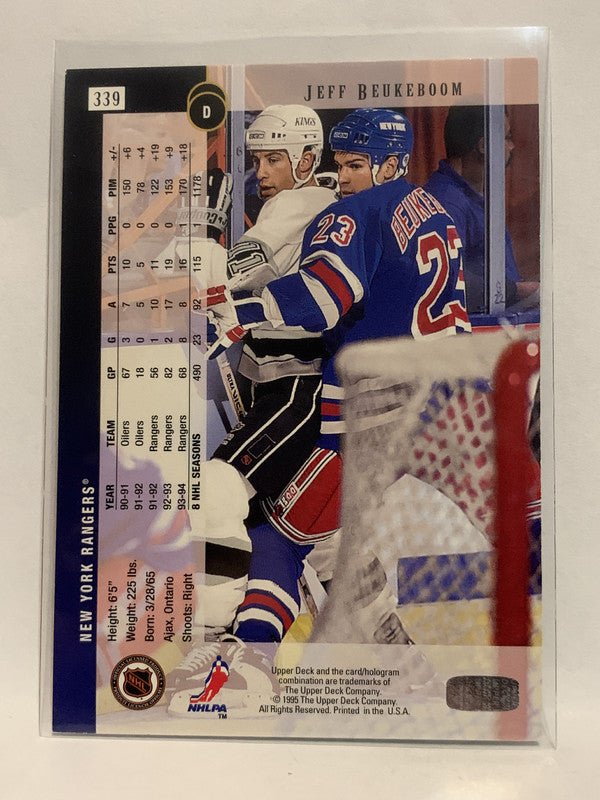 339
D
JEFF BEUKEBOOM
NEW YORK RANGERS®
Height: 6'5"
Weight: 225 lbs.
Born: 3/28/65
Ajax, Ontario
Shoots: Right
YEAR TEAM GP G A PTS PPG PIM +/-
90-91 Oilers 67 3 7 10 0 150 +6
91-92 Oilers 18 0 5 5 0 78 +4
91-92 Rangers 56 1 10 11 0 122 +19
92-93 Rangers 82 2 17 19 0 153 +9
93-94 Rangers 68 8 8 16 1 170 +18
8 NHL SEASONS 490 23 92 115 1178
KINGS
23
BEUKE
23
NHL
NHLPA
TM
Upper Deck and the card/hologram
combination are trademarks of
The Upper Deck Company.
© 1995 The Upper Deck Company.
All Rights Reserved. Printed in the U.S.A.